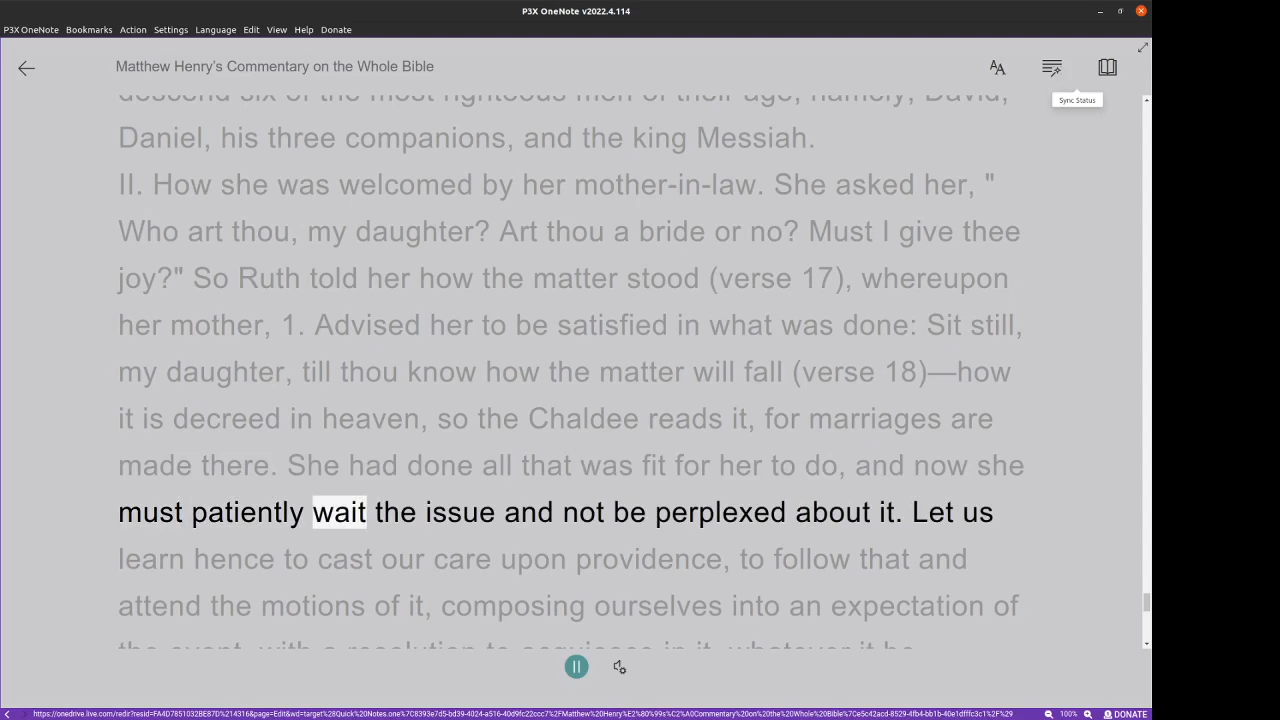 P3X OneNote v2022.4.114
P3X OneNote Bookmarks Action Settings Language Edit View Help Donate
Matthew Henry's Commentary on the Whole Bible
Sync Status
descend six of the most righteous men of their age, namely, David,
Daniel, his three companions, and the king Messiah.
II. How she was welcomed by her mother-in-law. She asked her, "
Who art thou, my daughter? Art thou a bride or no? Must I give thee
joy?" So Ruth told her how the matter stood (verse 17), whereupon
her mother, 1. Advised her to be satisfied in what was done: Sit still,
my daughter, till thou know how the matter will fall (verse 18)—how
it is decreed in heaven, so the Chaldee reads it, for marriages are
made there. She had done all that was fit for her to do, and now she
must patiently wait the issue and not be perplexed about it. Let us
learn hence to cast our care upon providence, to follow that and
attend the motions of it, composing ourselves into an expectation of
the event, with a resolution to acquiesce in it, whatever it be
https://onedrive.live.com/redir?resid=FA4D7851032BE87D%214316&page=Edit&wd=target%28Quick%20Notes.one%7C8393e7d5-bd39-4024-a516-40d9fc22ccc7%2FMatthew%20Henry%E2%80%99s%C2%A0Commentary%20on%20the%20Whole%20Bible%7Ce5c42acd-8529-4fb4-bb1b-40e1dfffc3c1%2F%29 100% DONATE